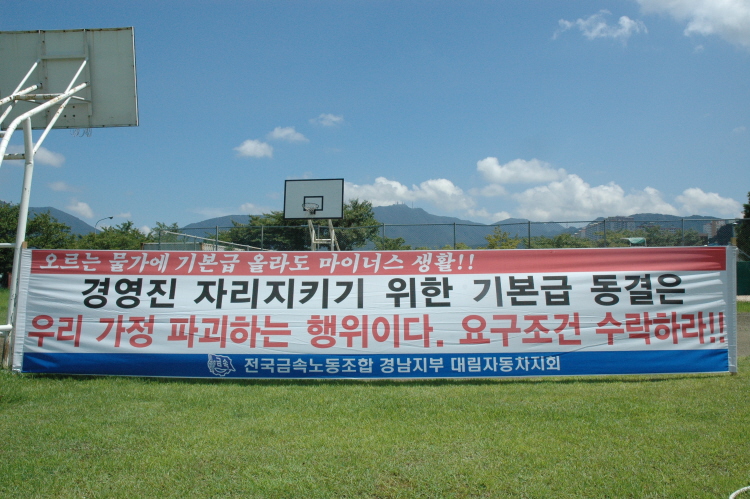 오르는 물가에 기본급 올라도 마이너스 생활!!
경영진 자리지키기 위한 기본급 동결은
우리 가정 파괴하는 행위이다. 요구조건 수락하라!!
전국금속노동조합 경남지부 대림자동차지회